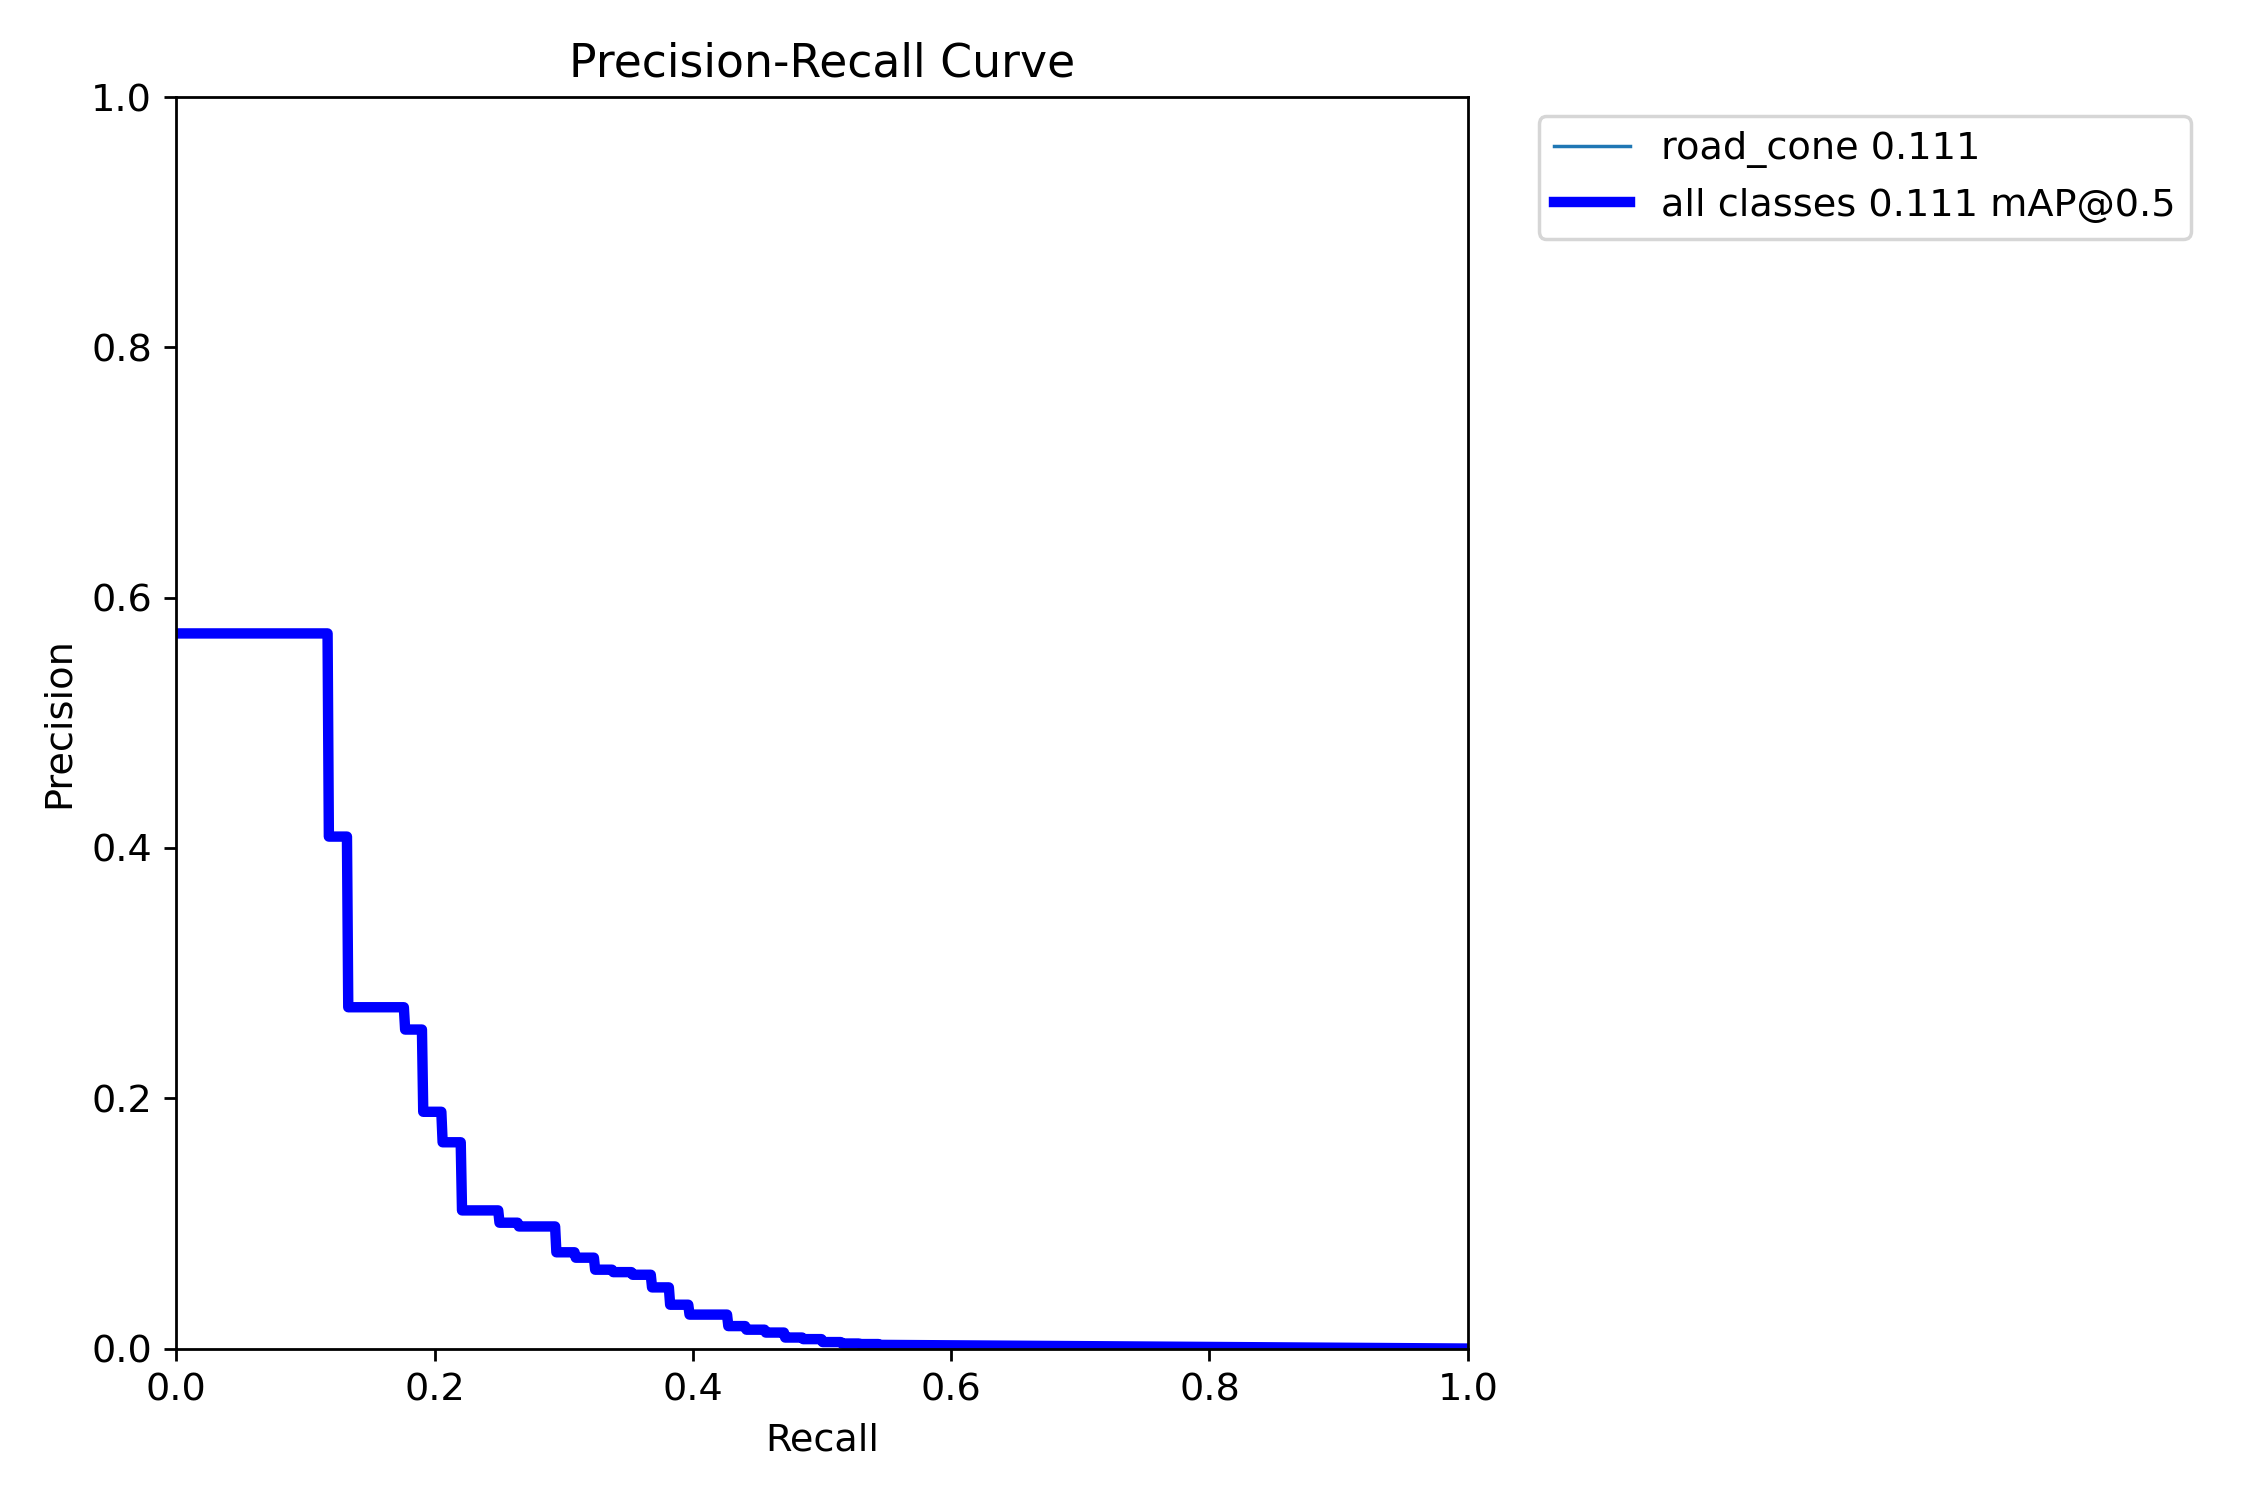 Precision-Recall Curve
1.0
0.8
0.6
0.4
0.2
0.0
Precision
0.0 0.2 0.4 0.6 0.8 1.0
Recall
road_cone 0.111
all classes 0.111 mAP@0.5